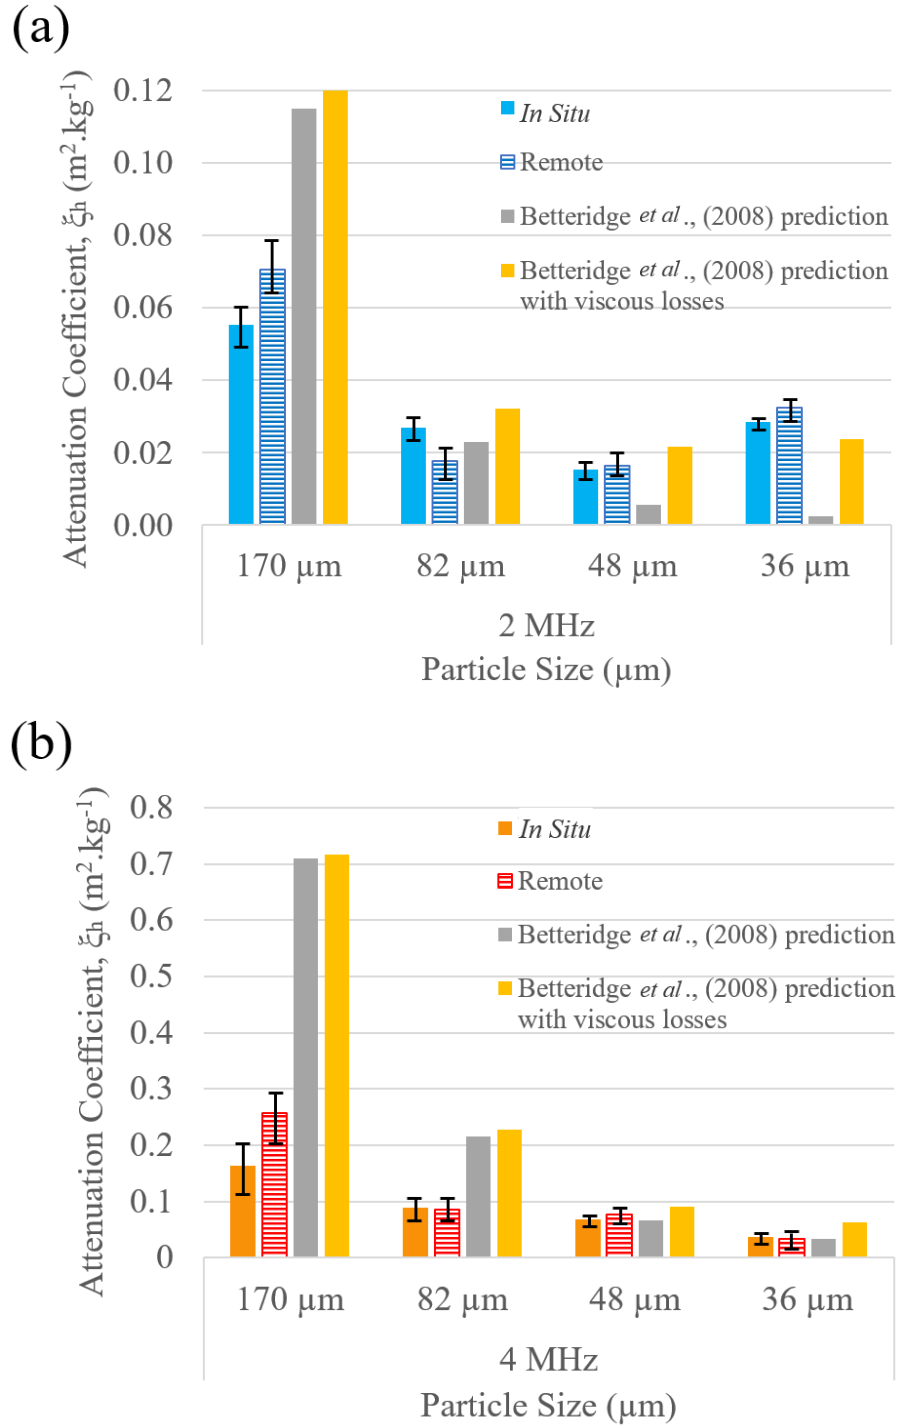 (a)
Attenuation Coefficient, ξh (m².kg⁻¹)
0.12
0.10
0.08
0.06
0.04
0.02
0.00
In Situ
Remote
Betteridge et al., (2008) prediction
Betteridge et al., (2008) prediction
with viscous losses
170 µm 82 µm 48 µm 36 µm
2 MHz
Particle Size (µm)
(b)
Attenuation Coefficient, ξh (m².kg⁻¹)
0.8
0.7
0.6
0.5
0.4
0.3
0.2
0.1
0
In Situ
Remote
Betteridge et al., (2008) prediction
Betteridge et al., (2008) prediction
with viscous losses
170 µm 82 µm 48 µm 36 µm
4 MHz
Particle Size (µm)